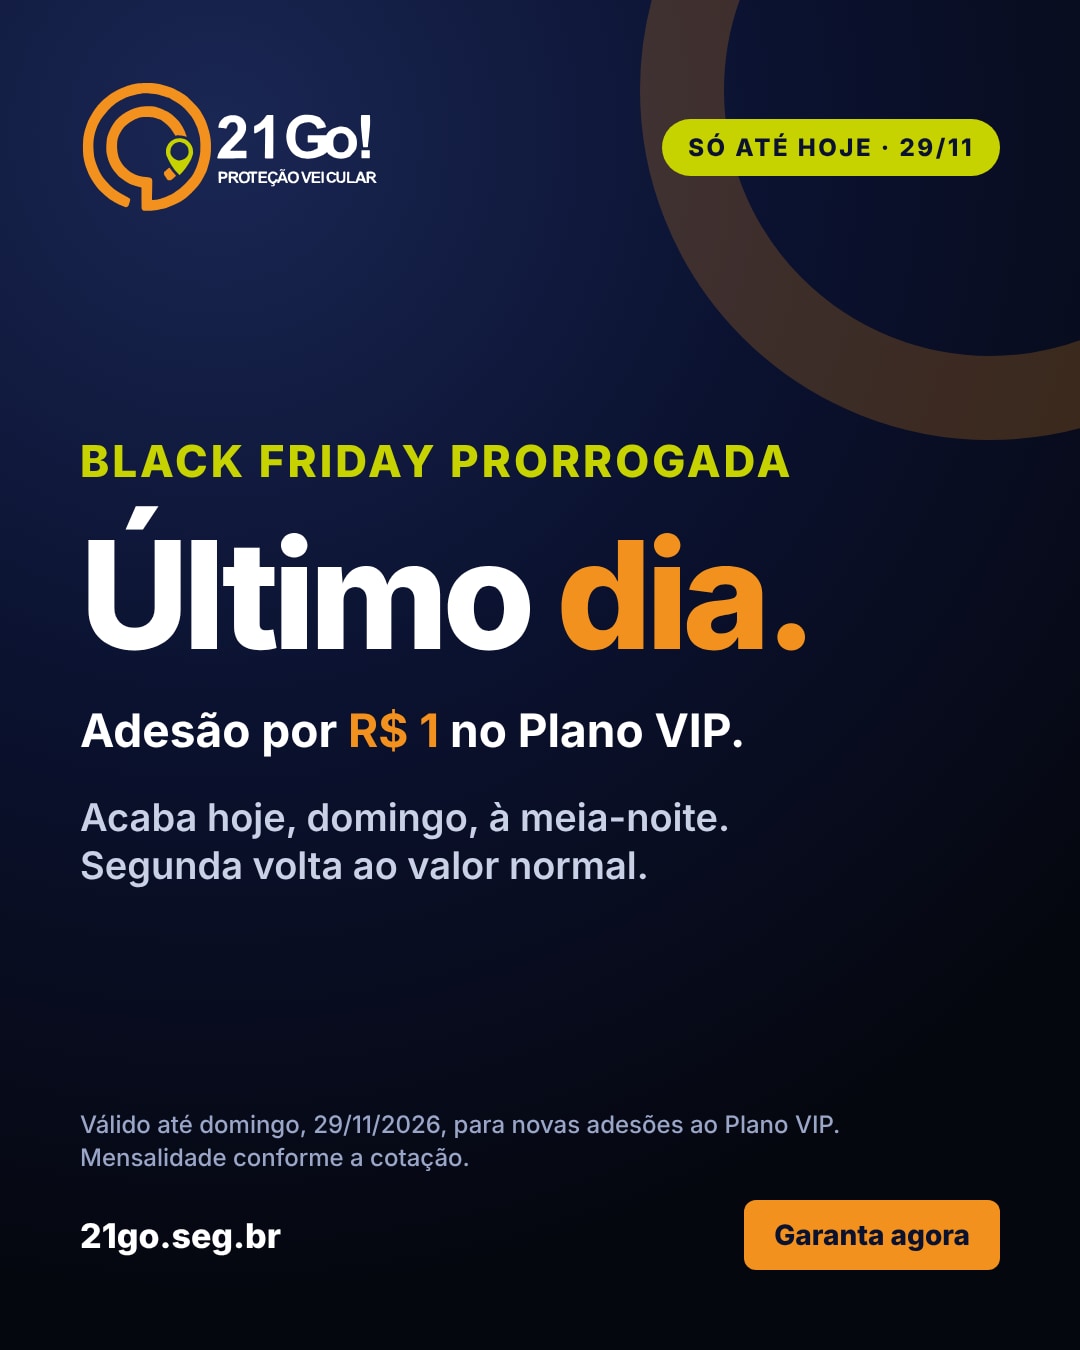 21Go!
PROTEÇÃO VEICULAR
SÓ ATÉ HOJE · 29/11
BLACK FRIDAY PRORROGADA
Último dia.
Adesão por R$ 1 no Plano VIP.
Acaba hoje, domingo, à meia-noite.
Segunda volta ao valor normal.
Válido até domingo, 29/11/2026, para novas adesões ao Plano VIP.
Mensalidade conforme a cotação.
21go.seg.br
Garanta agora